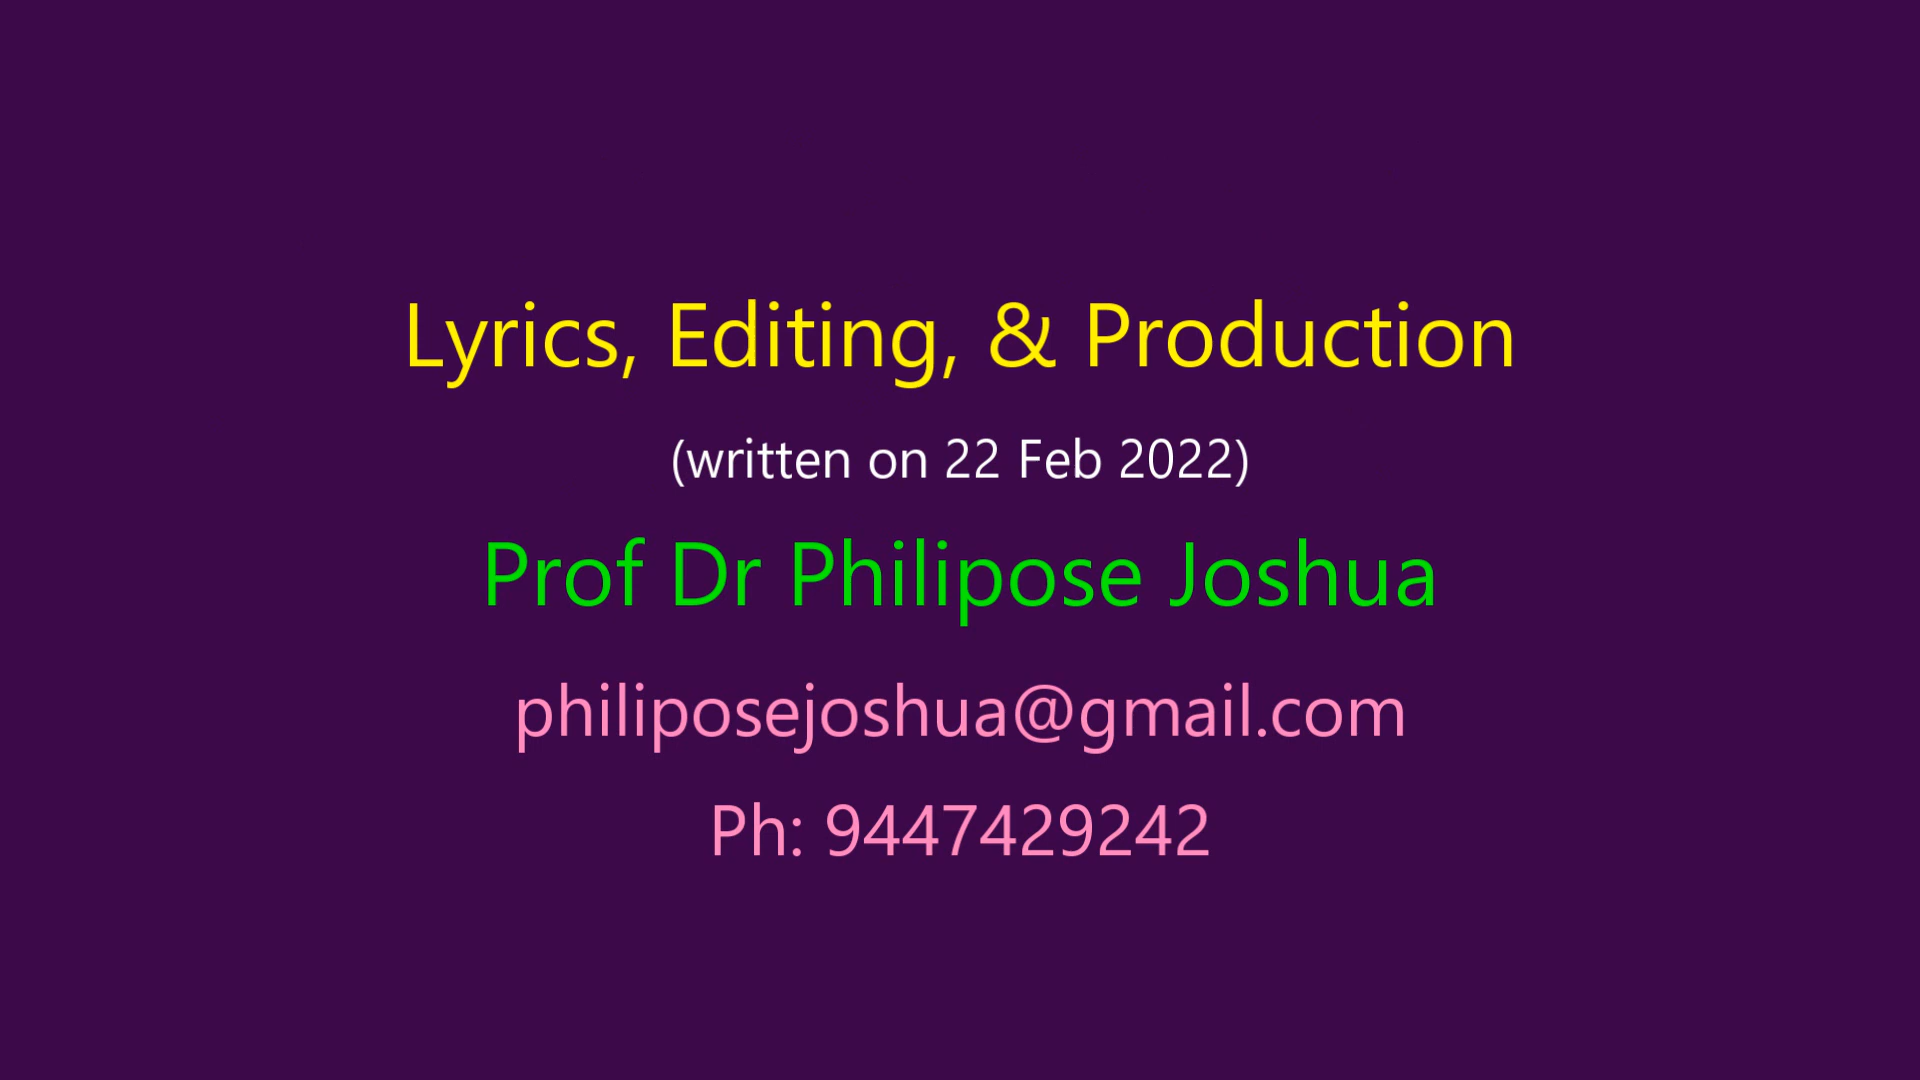 Lyrics, Editing, & Production
(written on 22 Feb 2022)
Prof Dr Philipose Joshua
philiposejoshua@gmail.com
Ph: 9447429242